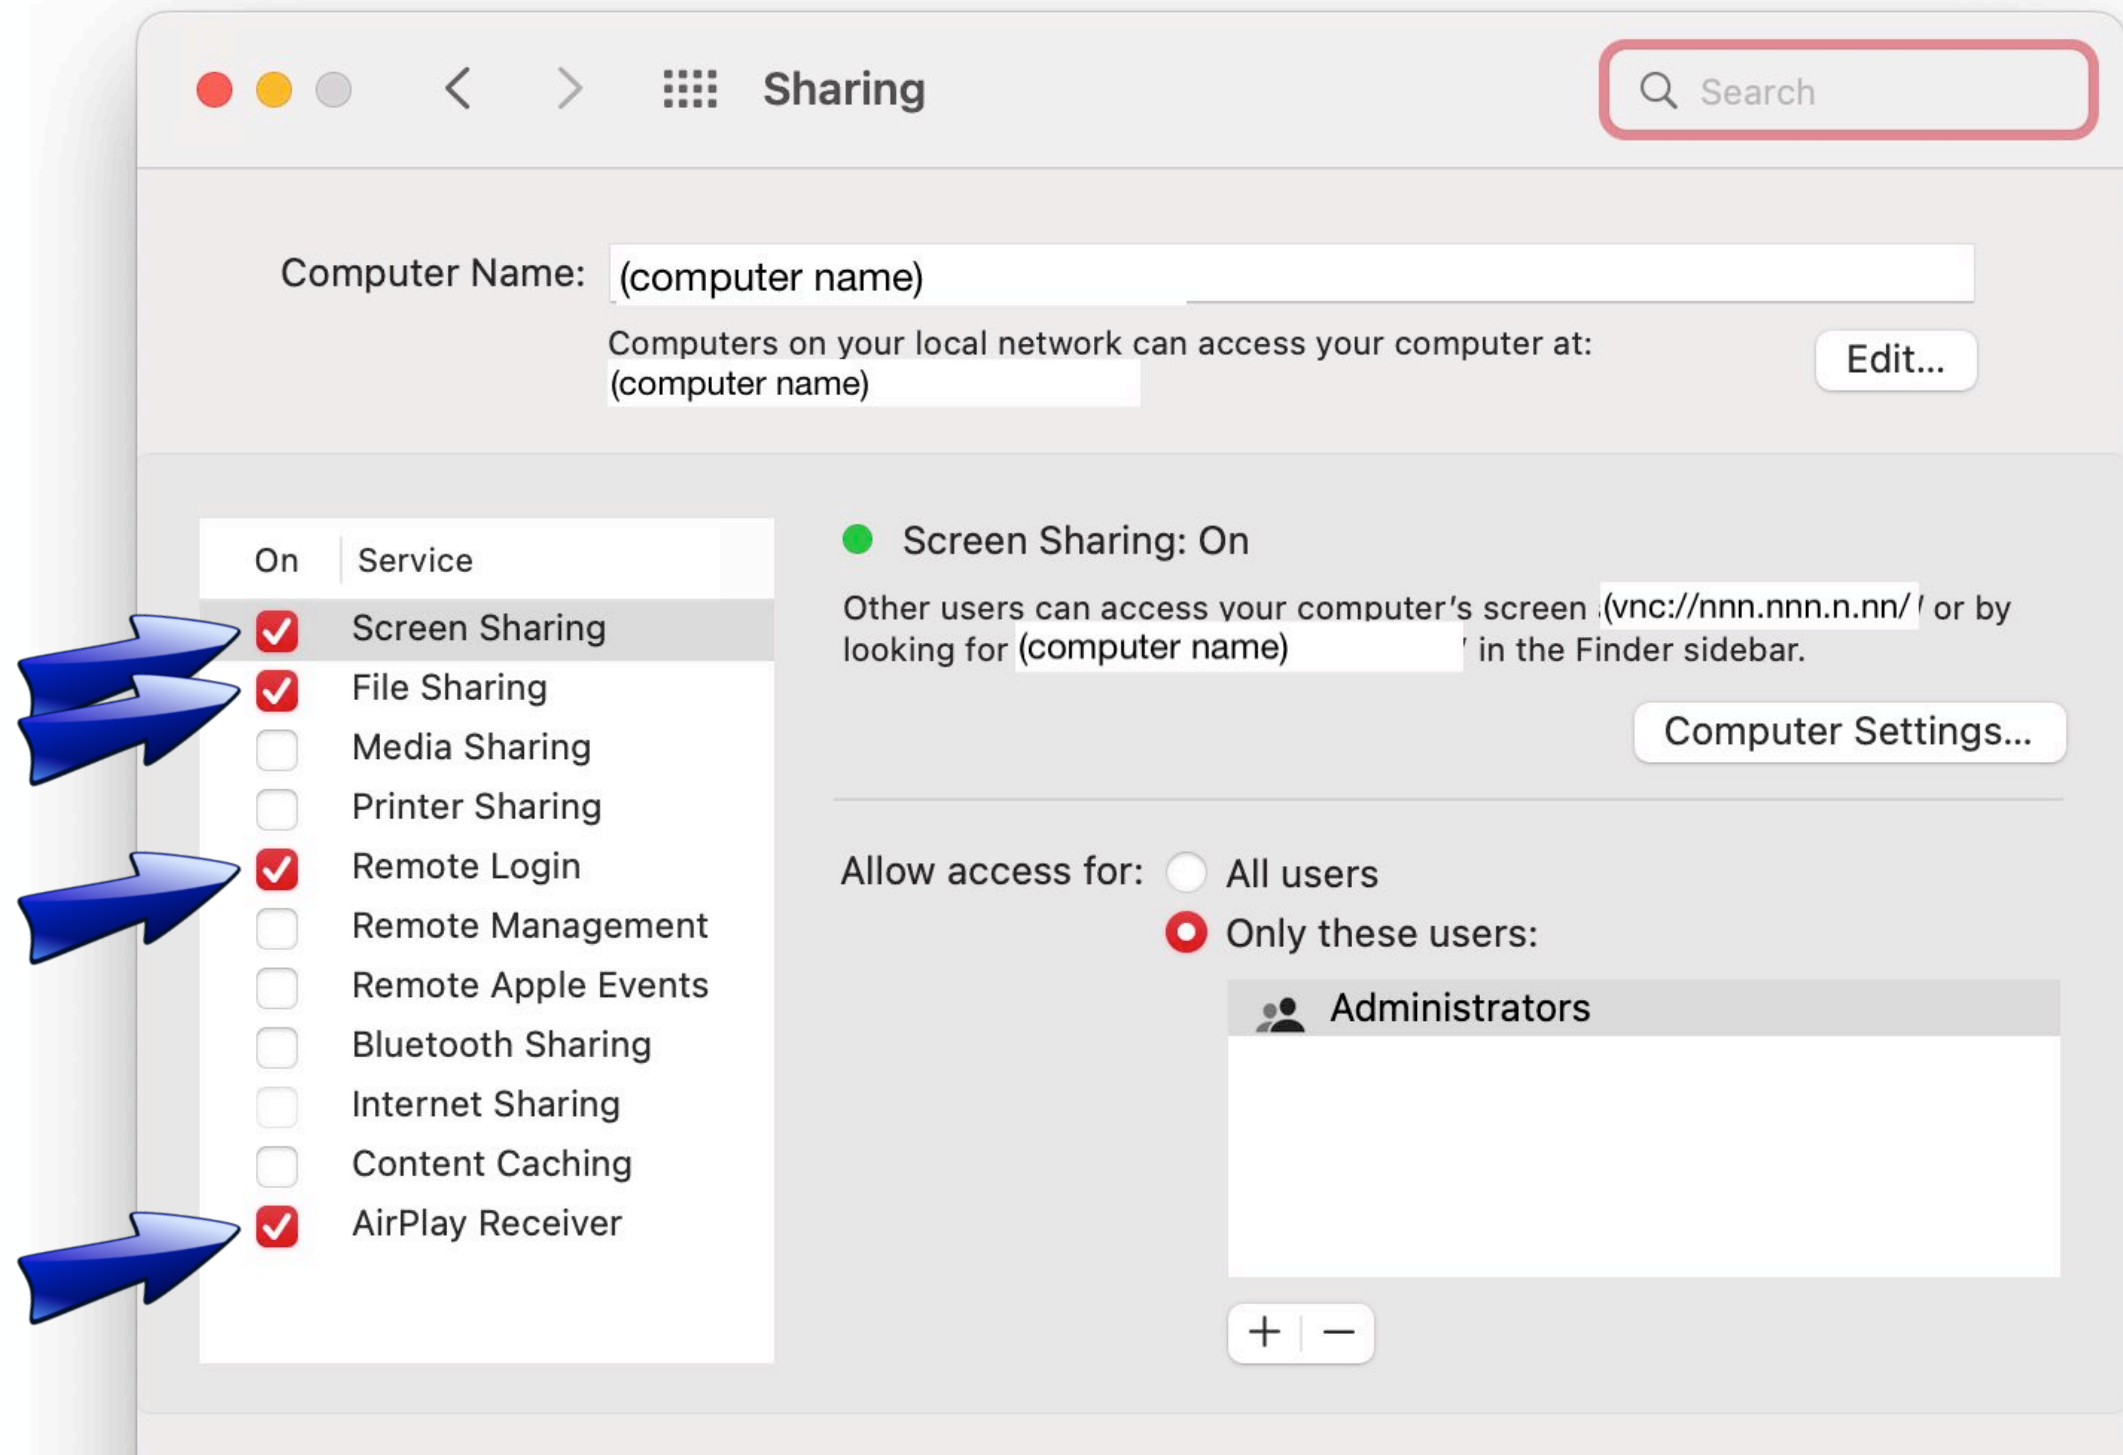 Sharing
Search
Computer Name: (computer name)
Computers on your local network can access your computer at:
(computer name)
Edit...
On Service
Screen Sharing
File Sharing
Media Sharing
Printer Sharing
Remote Login
Remote Management
Remote Apple Events
Bluetooth Sharing
Internet Sharing
Content Caching
AirPlay Receiver
Screen Sharing: On
Other users can access your computer's screen (vnc://nnn.nnn.n.nn/ or by
looking for (computer name) in the Finder sidebar.
Computer Settings...
Allow access for: All users
Only these users:
Administrators